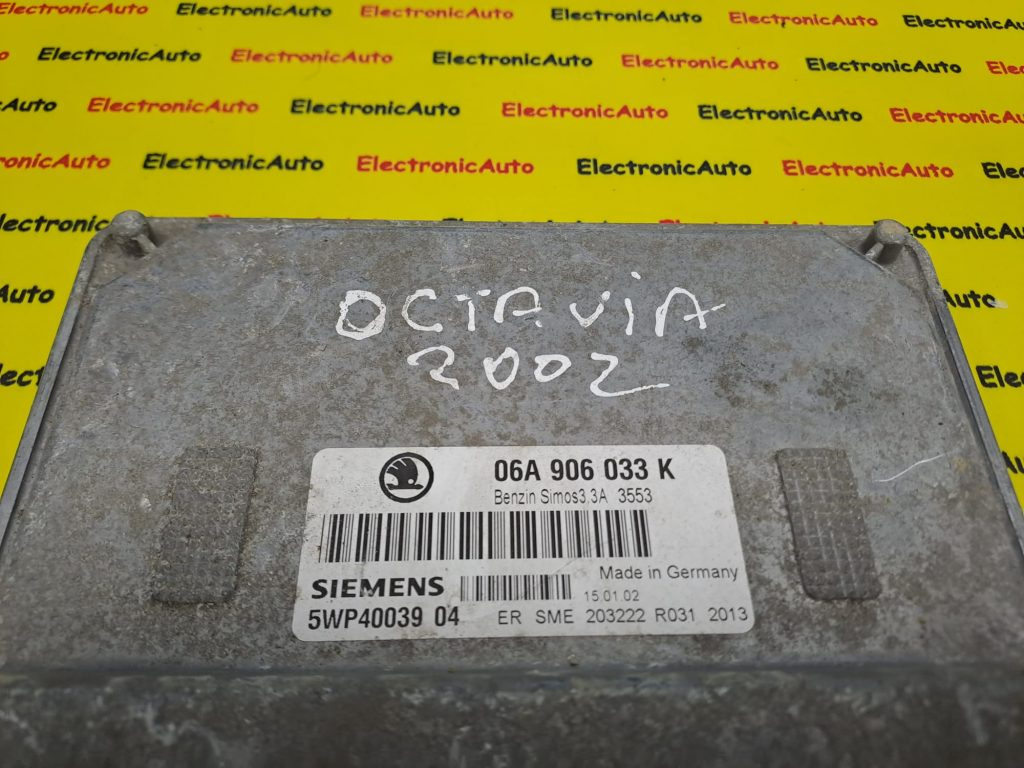 ElectronicAuto ElectronicAuto ElectronicAuto ElectronicAuto ElectronicAuto
ElectronicAuto ElectronicAuto ElectronicAuto ElectronicAuto ElectronicAuto
ElectronicAuto ElectronicAuto ElectronicAuto ElectronicAuto
ElectronicAuto ElectronicAuto ElectronicAuto ElectronicAuto
OCTAViA
2002
06A 906 033 K
Benzin Simos3.3A 3553
SIEMENS
Made in Germany
15.01.02
5WP40039 04
ER SME 203222 R031 2013